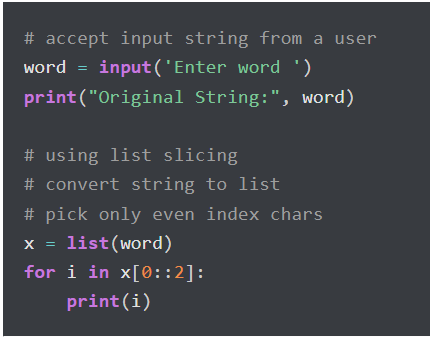 # accept input string from a user
word = input('Enter word ')
print("Original String:", word)

# using list slicing
# convert string to list
# pick only even index chars
x = list(word)
for i in x[0::2]:
    print(i)